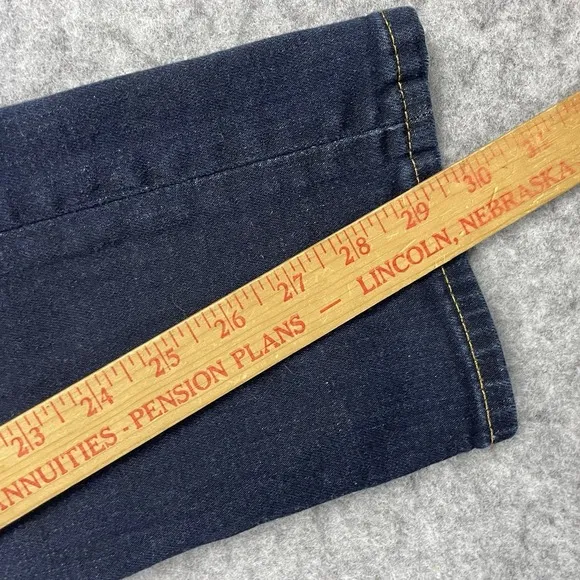 23 24 25 26 27 28 29 30
ANNUITIES - PENSION PLANS — LINCOLN, NEBRASKA